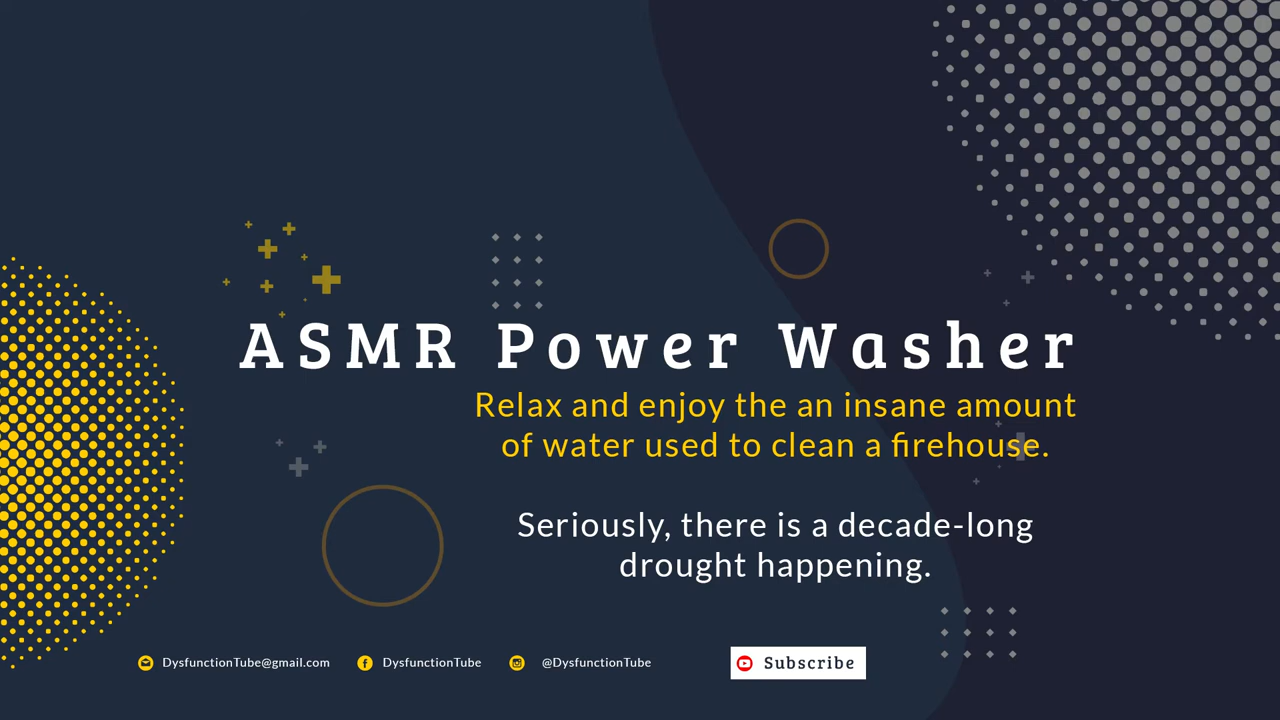 ASMR Power Washer
Relax and enjoy the an insane amount
of water used to clean a firehouse.
Seriously, there is a decade-long
drought happening.
DysfunctionTube@gmail.com DysfunctionTube @DysfunctionTube Subscribe